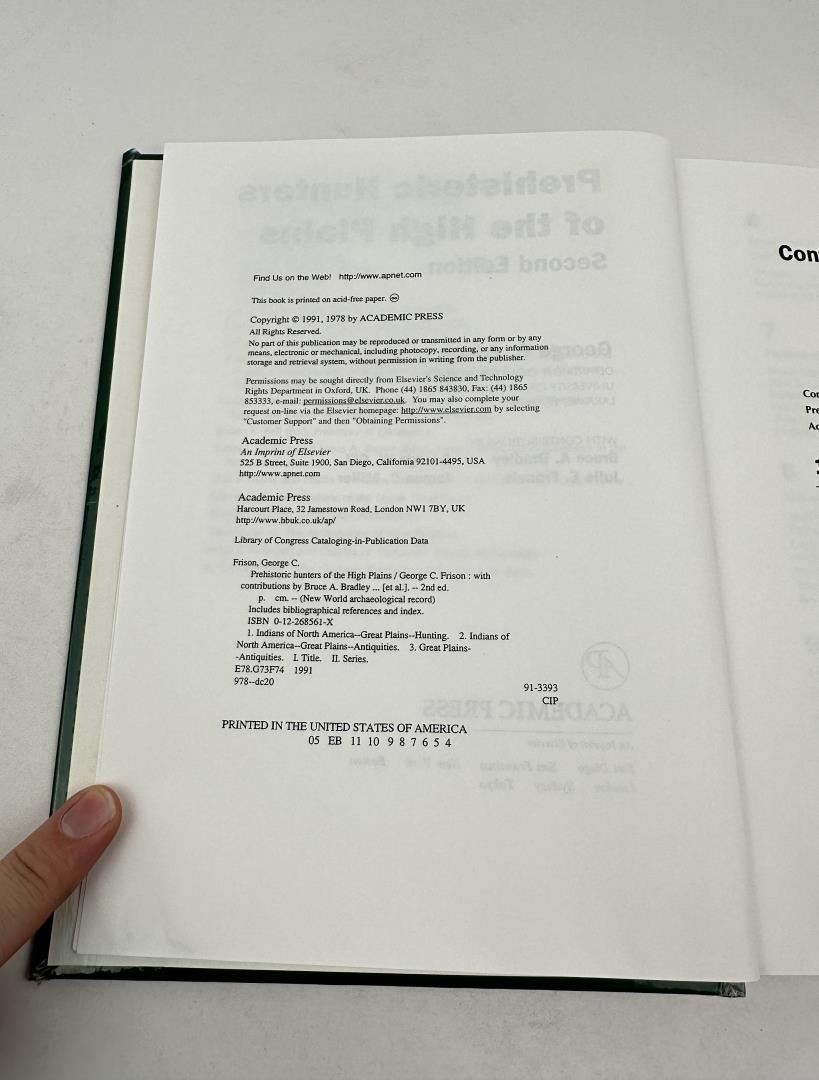 Find Us on the Web! http://www.apnet.com
This book is printed on acid-free paper. ♾
Copyright © 1991, 1978 by ACADEMIC PRESS
All Rights Reserved.
No part of this publication may be reproduced or transmitted in any form or by any
means, electronic or mechanical, including photocopy, recording, or any information
storage and retrieval system, without permission in writing from the publisher.
Permissions may be sought directly from Elsevier's Science and Technology
Rights Department in Oxford, UK. Phone (44) 1865 843830, Fax: (44) 1865
853333, e-mail: permissions@elsevier.co.uk. You may also complete your
request on-line via the Elsevier homepage: http://www.elsevier.com by selecting
"Customer Support" and then "Obtaining Permissions".
Academic Press
An Imprint of Elsevier
525 B Street, Suite 1900, San Diego, California 92101-4495, USA
http://www.apnet.com
Academic Press
Harcourt Place, 32 Jamestown Road, London NW1 7BY, UK
http://www.hbuk.co.uk/ap/
Library of Congress Cataloging-in-Publication Data
Frison, George C.
Prehistoric hunters of the High Plains / George C. Frison : with
contributions by Bruce A. Bradley ... [et al.]. -- 2nd ed.
p. cm. -- (New World archaeological record)
Includes bibliographical references and index.
ISBN 0-12-268561-X
1. Indians of North America--Great Plains--Hunting. 2. Indians of
North America--Great Plains--Antiquities. 3. Great Plains-
-Antiquities. I. Title. II. Series.
E78.G73F74 1991
978--dc20
91-3393
CIP
PRINTED IN THE UNITED STATES OF AMERICA
05 EB 11 10 9 8 7 6 5 4
Con
Con
Pre
Ac